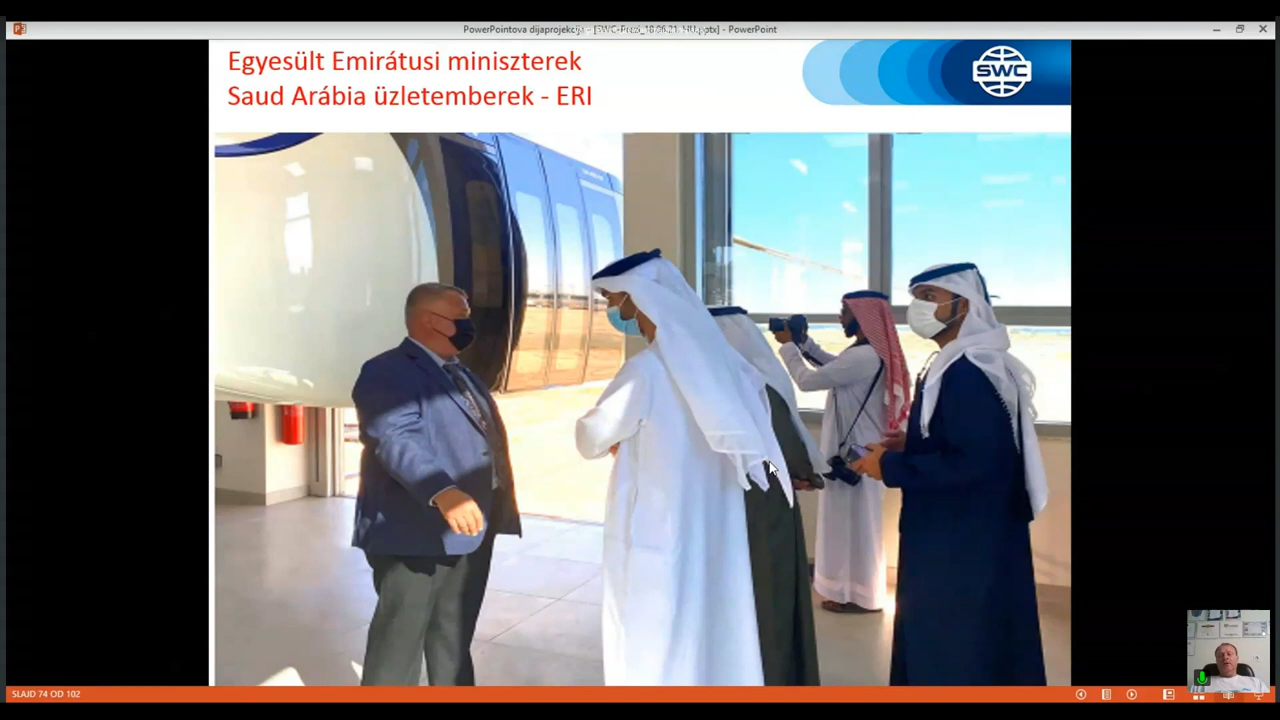 Egyesült Emirátusi miniszterek
Saud Arábia üzletemberek - ERI
SWC
SLAJD 74 OD 102